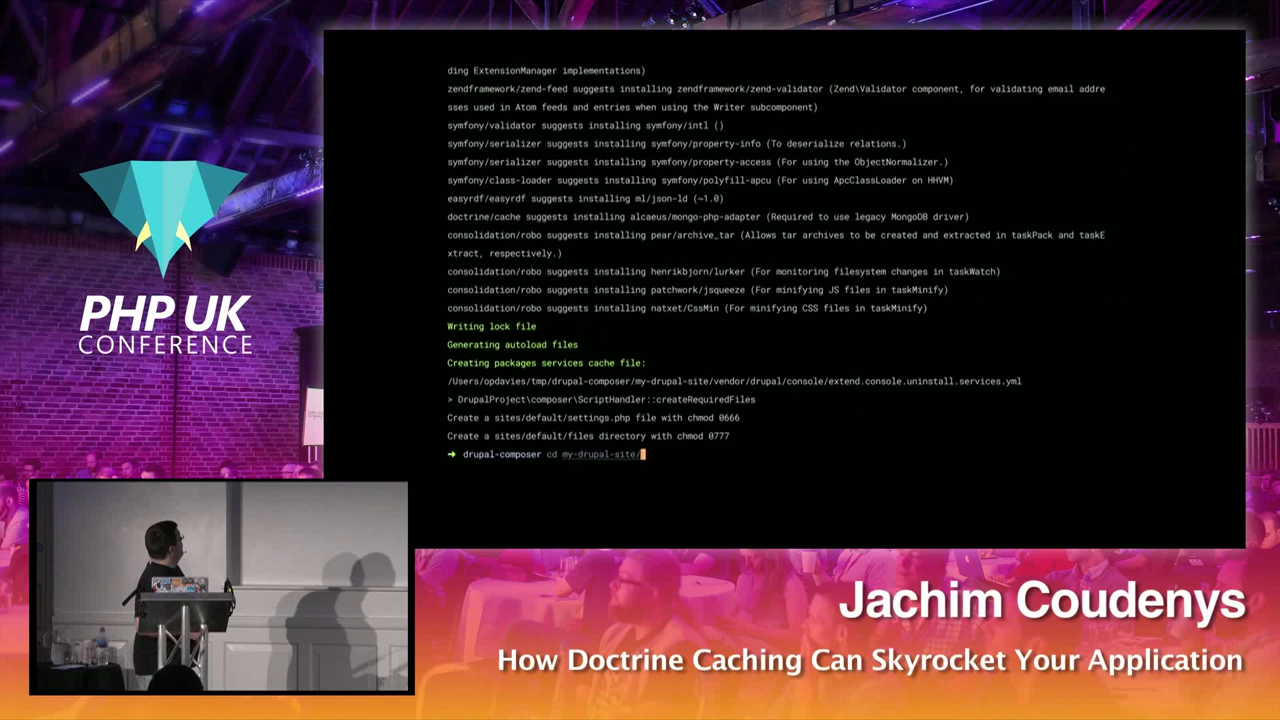 ding ExtensionManager implementations)
zendframework/zend-feed suggests installing zendframework/zend-validator (Zend\Validator component, for validating email addre
sses used in Atom feeds and entries when using the Writer subcomponent)
symfony/validator suggests installing symfony/intl ()
symfony/serializer suggests installing symfony/property-info (To deserialize relations.)
symfony/serializer suggests installing symfony/property-access (For using the ObjectNormalizer.)
symfony/class-loader suggests installing symfony/polyfill-apcu (For using ApcClassLoader on HHVM)
easyrdf/easyrdf suggests installing ml/json-ld (~1.0)
doctrine/cache suggests installing alcaeus/mongo-php-adapter (Required to use legacy MongoDB driver)
consolidation/robo suggests installing pear/archive_tar (Allows tar archives to be created and extracted in taskPack and taskE
xtract, respectively.)
consolidation/robo suggests installing henrikbjorn/lurker (For monitoring filesystem changes in taskWatch)
consolidation/robo suggests installing patchwork/jsqueeze (For minifying JS files in taskMinify)
consolidation/robo suggests installing natxet/CssMin (For minifying CSS files in taskMinify)
Writing lock file
Generating autoload files
Creating packages services cache file:
/Users/opdavies/tmp/drupal-composer/my-drupal-site/vendor/drupal/console/extend.console.uninstall.services.yml
> DrupalProject\composer\ScriptHandler::createRequiredFiles
Create a sites/default/settings.php file with chmod 0666
Create a sites/default/files directory with chmod 0777
➜ drupal-composer cd my-drupal-site/
PHP UK
CONFERENCE
Jachim Coudenys
How Doctrine Caching Can Skyrocket Your Application